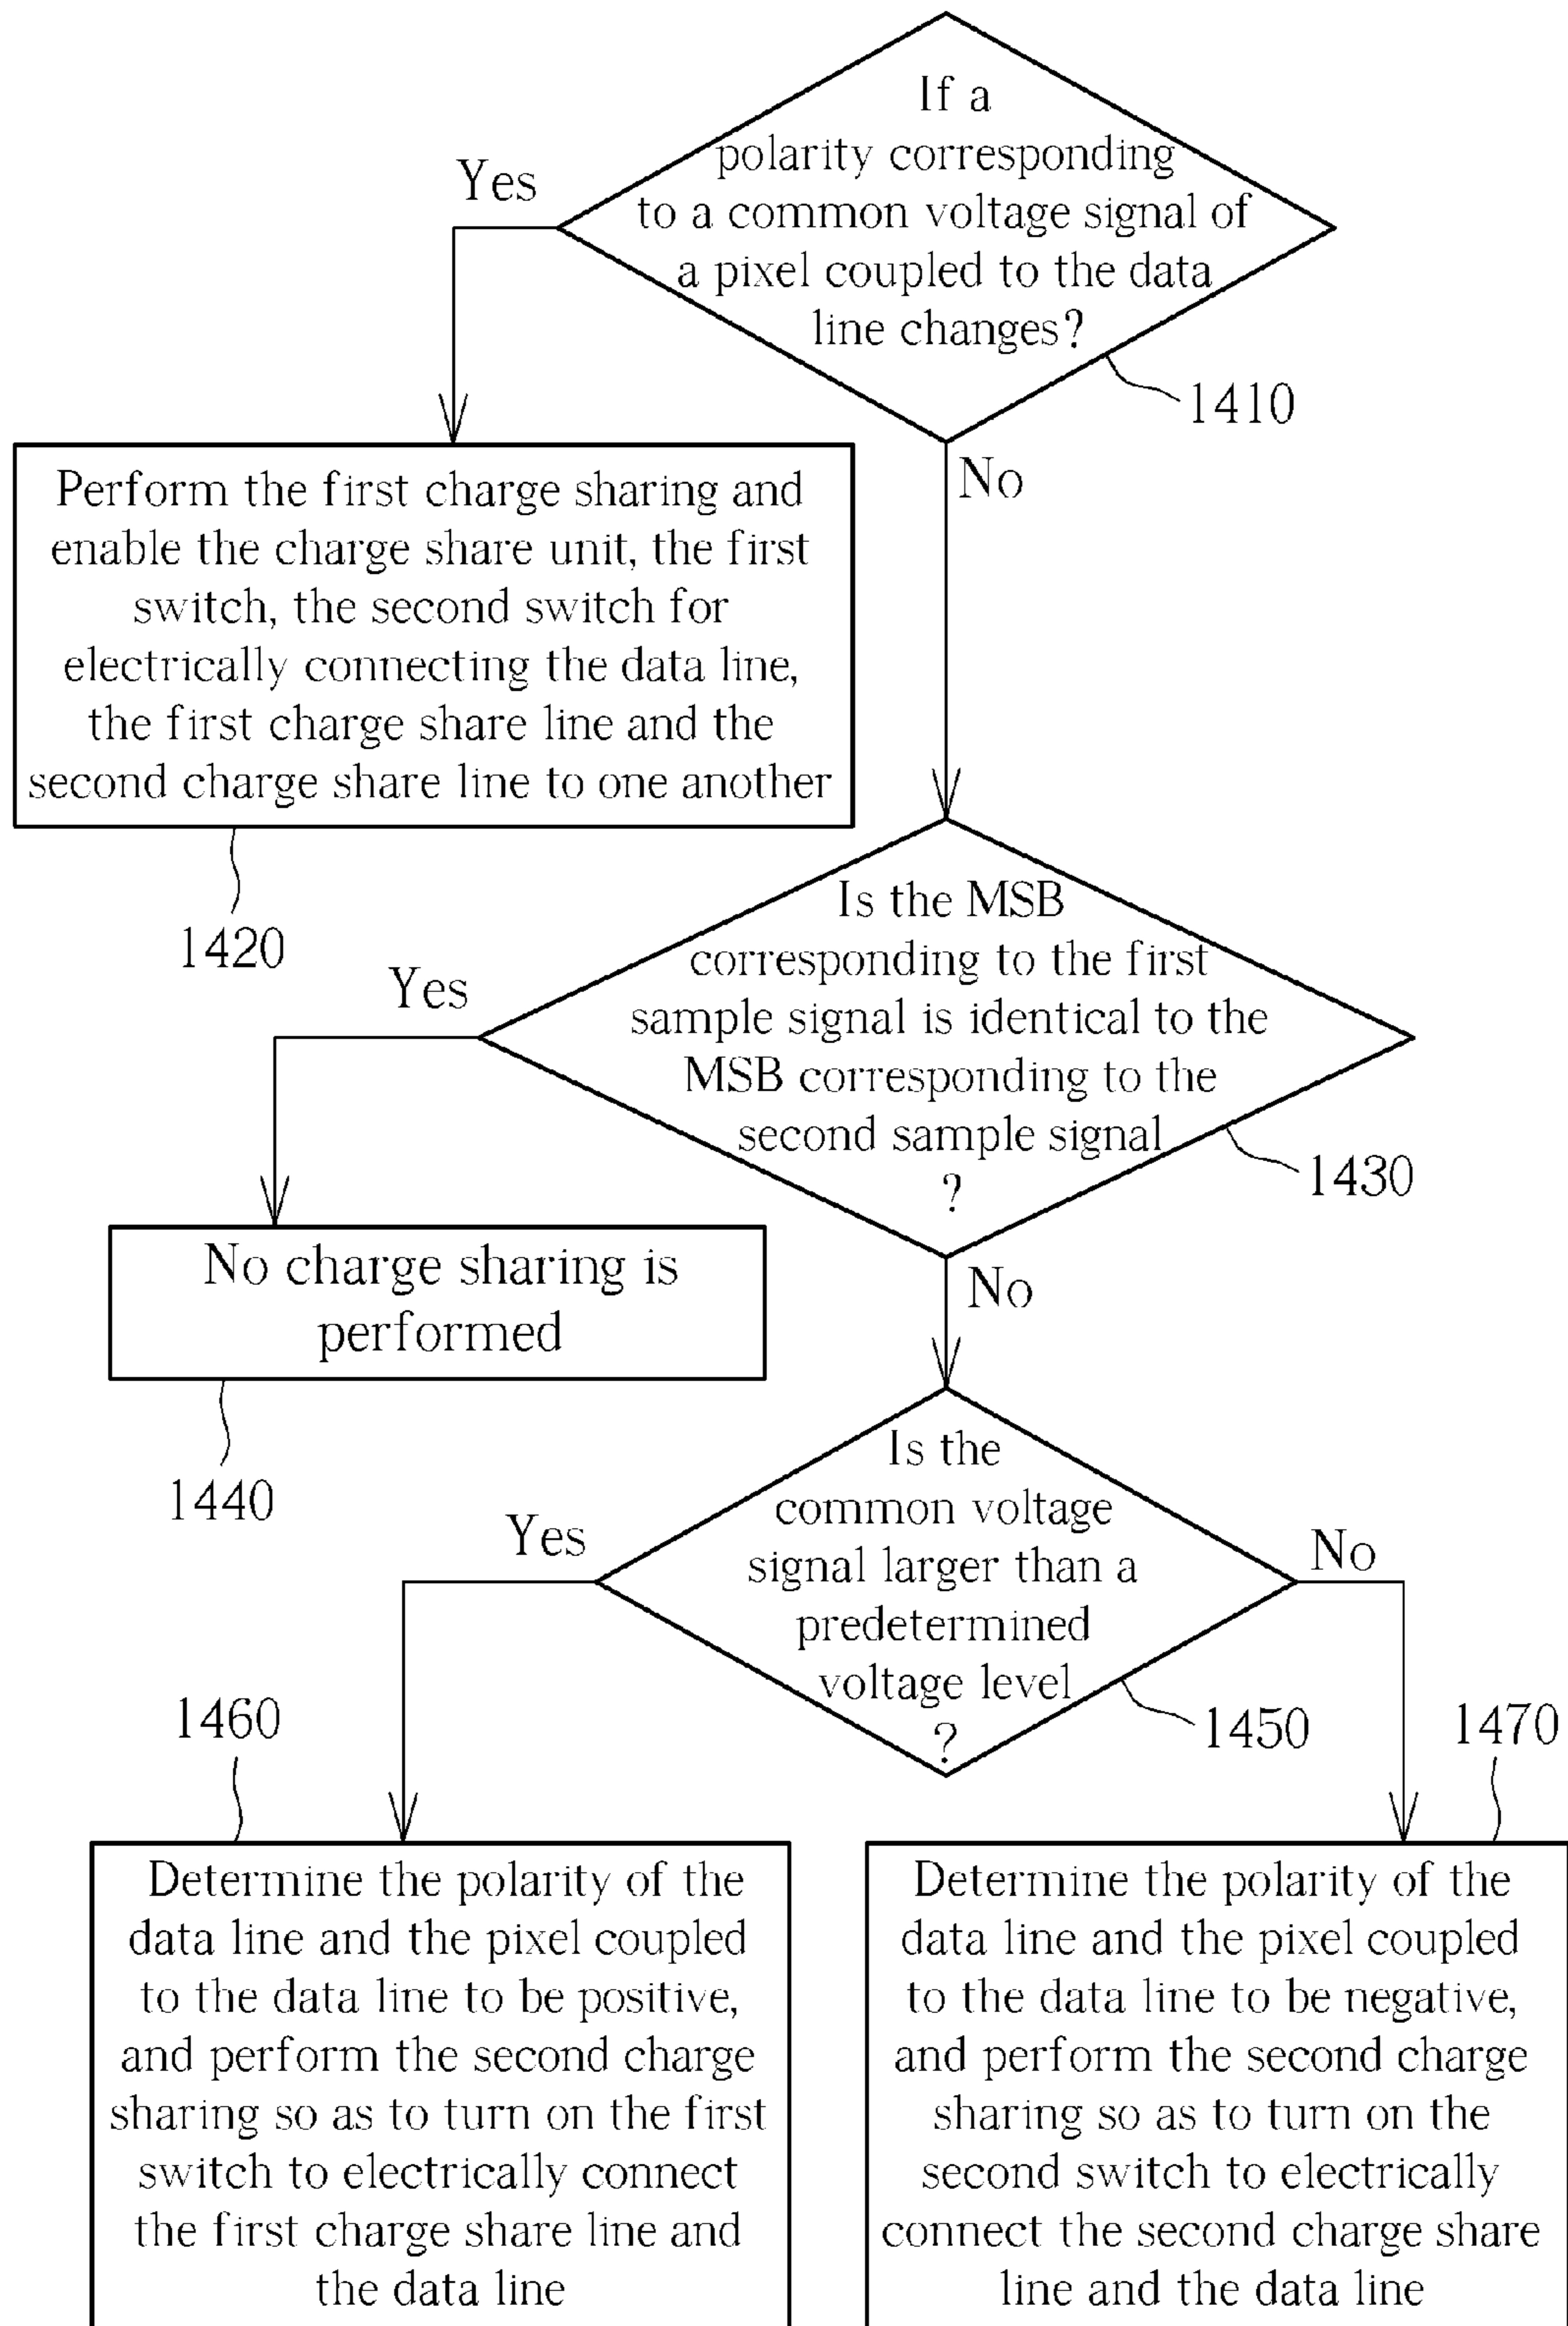 If a
polarity corresponding
to a common voltage signal of
a pixel coupled to the data
line changes?
Yes
1410
No
Perform the first charge sharing and
enable the charge share unit, the first
switch, the second switch for
electrically connecting the data line,
the first charge share line and the
second charge share line to one another
1420
Is the MSB
corresponding to the first
sample signal is identical to the
MSB corresponding to the
second sample signal
?
Yes
1430
No
No charge sharing is
performed
1440
Is the
common voltage
signal larger than a
predetermined
voltage level
?
Yes
No
1450
1460
1470
Determine the polarity of the
data line and the pixel coupled
to the data line to be positive,
and perform the second charge
sharing so as to turn on the first
switch to electrically connect
the first charge share line and
the data line
Determine the polarity of the
data line and the pixel coupled
to the data line to be negative,
and perform the second charge
sharing so as to turn on the
second switch to electrically
connect the second charge share
line and the data line